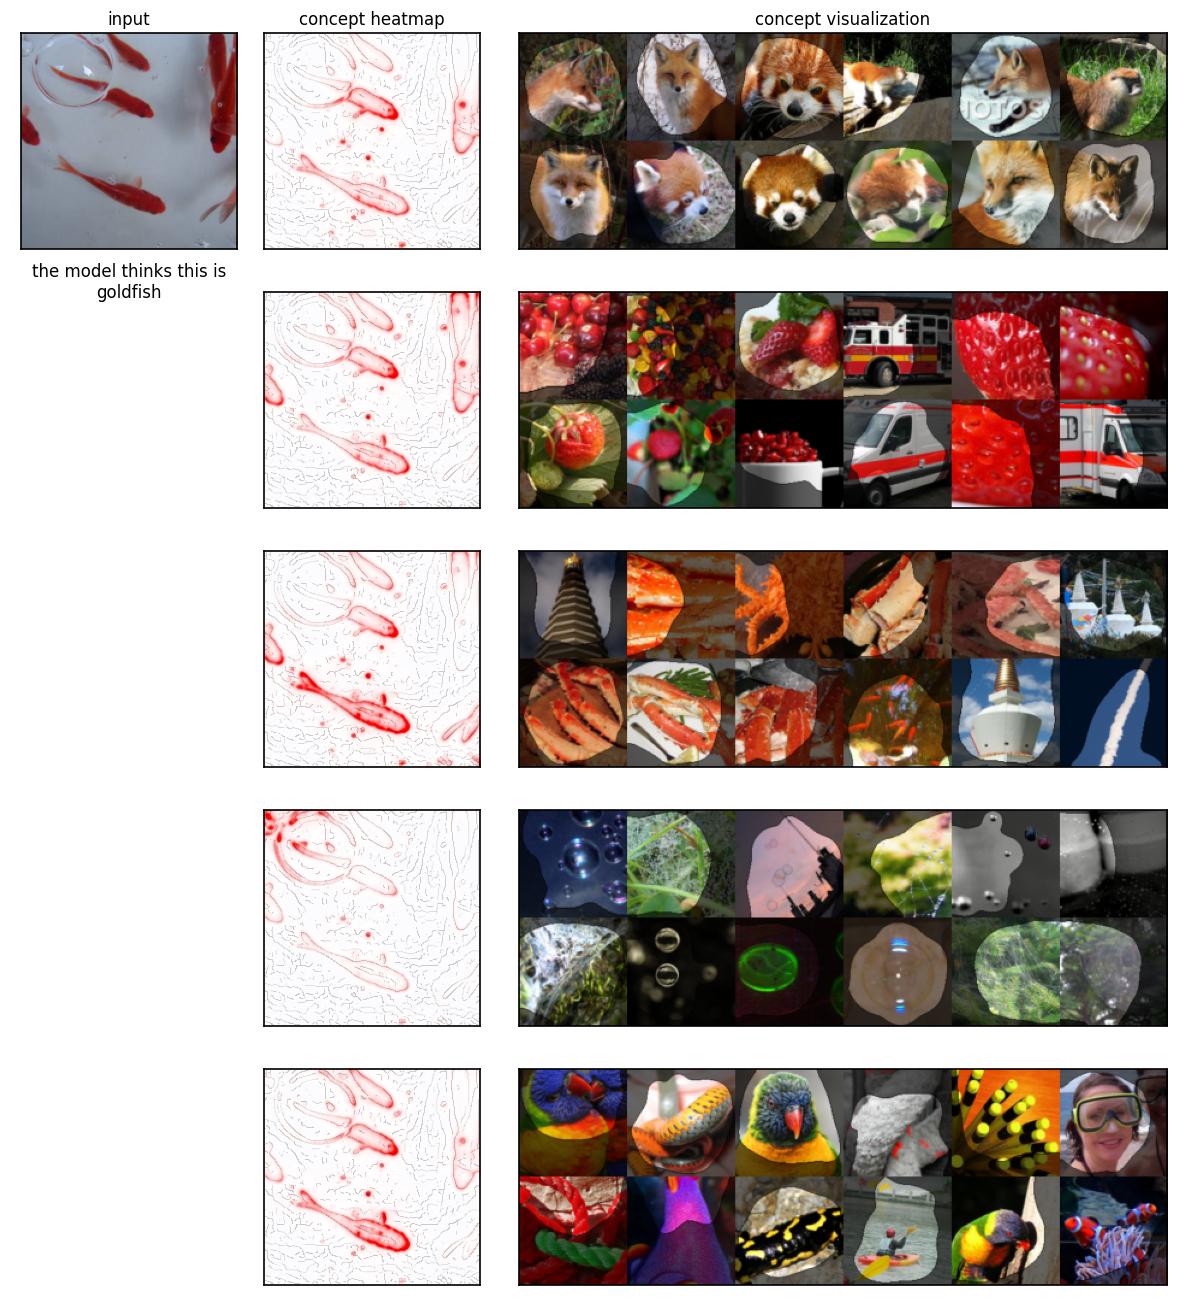 input
concept heatmap
concept visualization
the model thinks this is
goldfish